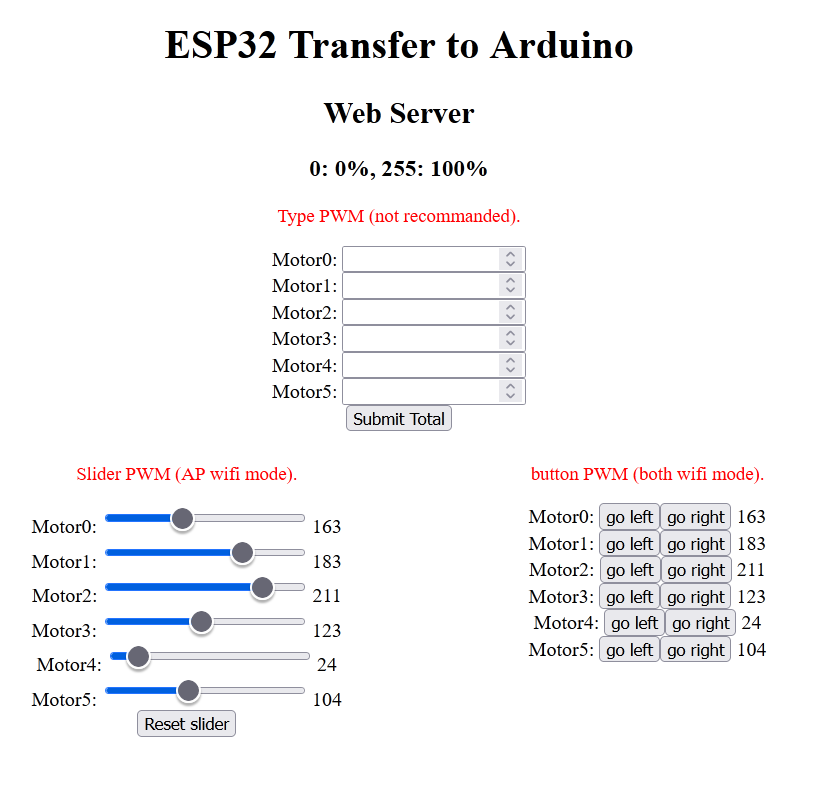 ESP32 Transfer to Arduino
Web Server
0: 0%, 255: 100%
Type PWM (not recommanded).
Motor0:
Motor1:
Motor2:
Motor3:
Motor4:
Motor5:
Submit Total
Slider PWM (AP wifi mode).
Motor0: 163
Motor1: 183
Motor2: 211
Motor3: 123
Motor4: 24
Motor5: 104
Reset slider
button PWM (both wifi mode).
Motor0: go left go right 163
Motor1: go left go right 183
Motor2: go left go right 211
Motor3: go left go right 123
Motor4: go left go right 24
Motor5: go left go right 104